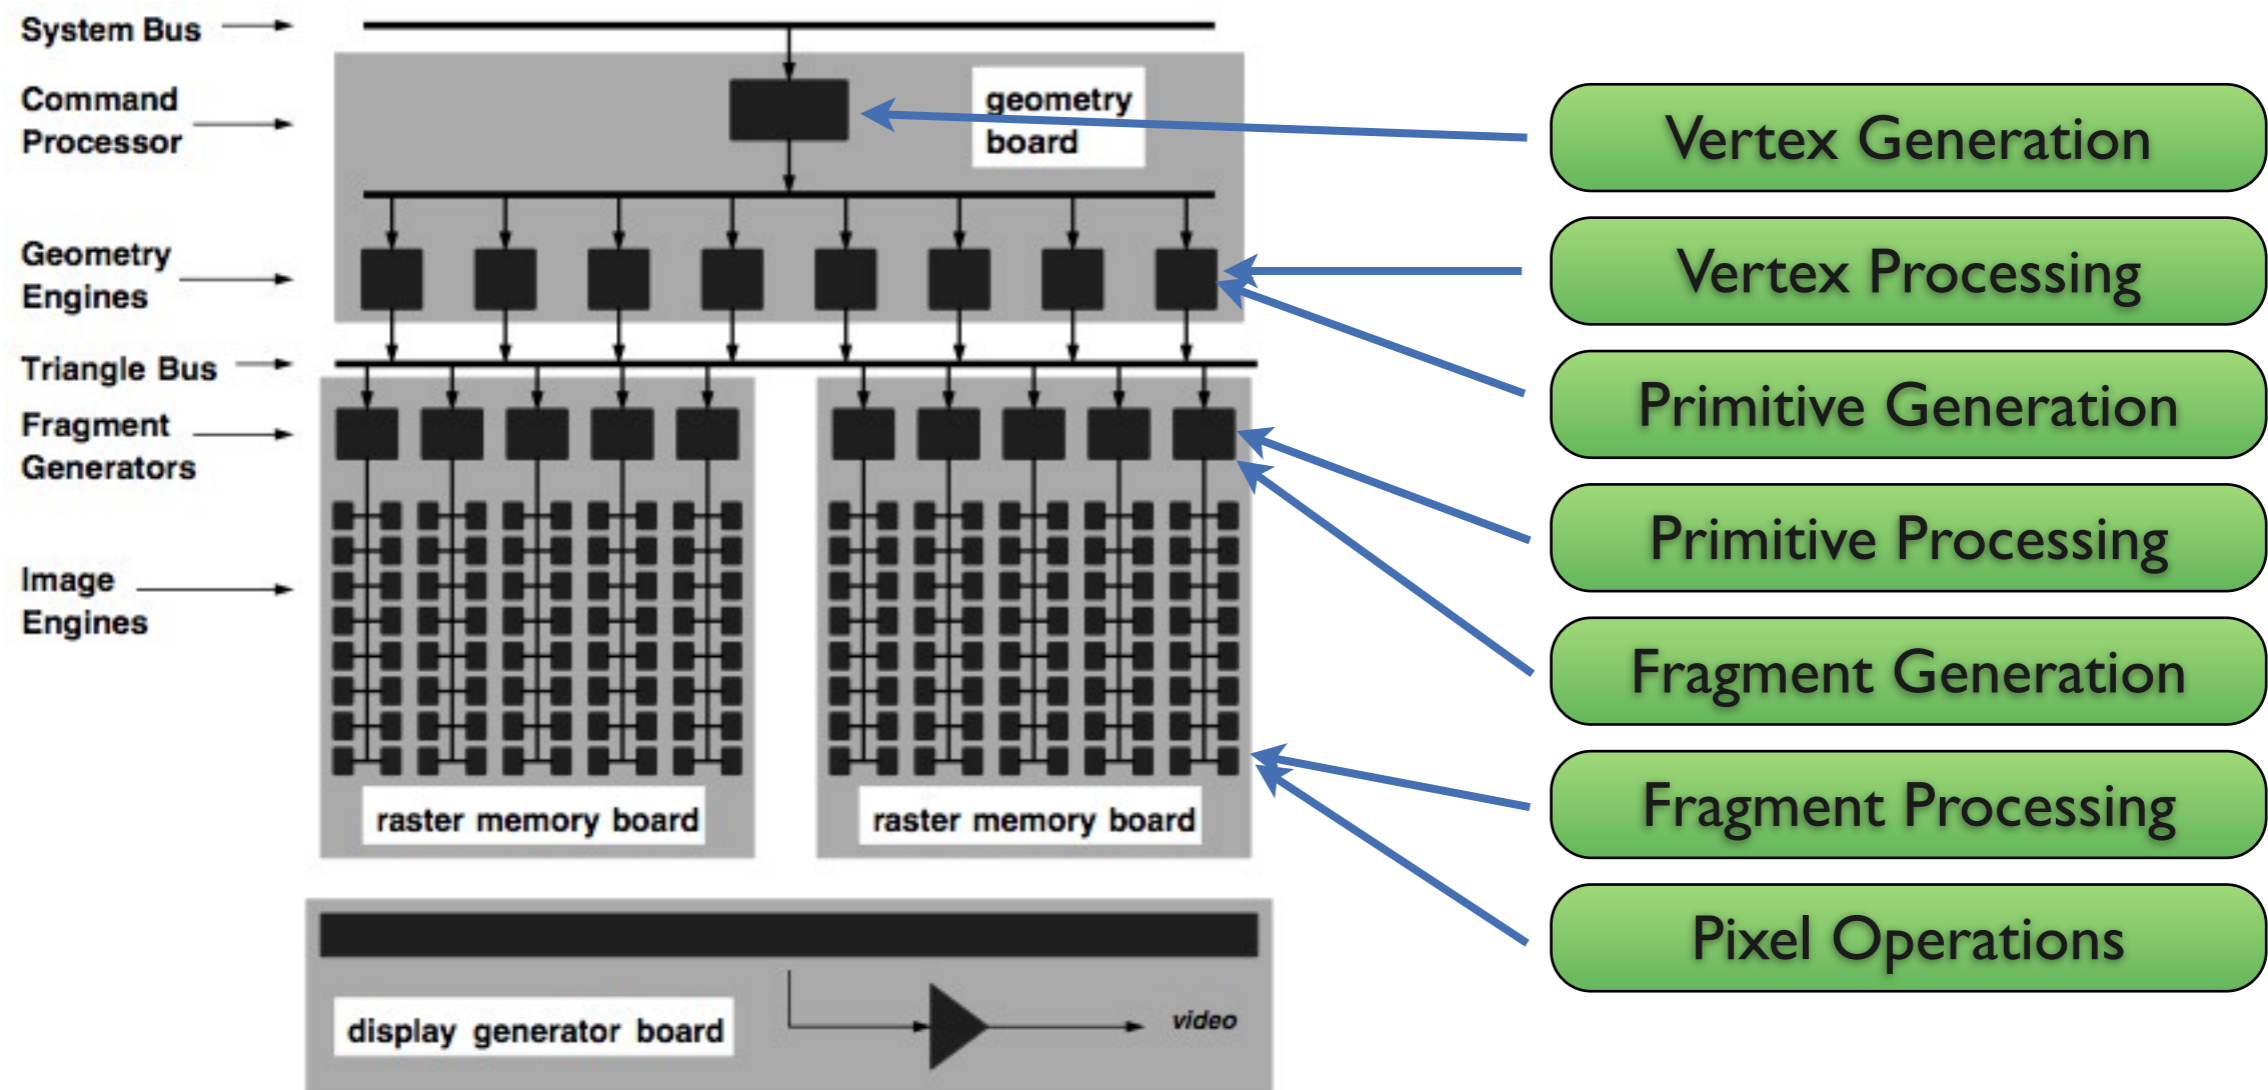 System Bus
Command
Processor
geometry
board
Geometry
Engines
Triangle Bus
Fragment
Generators
Image
Engines
raster memory board
raster memory board
display generator board
video
Vertex Generation
Vertex Processing
Primitive Generation
Primitive Processing
Fragment Generation
Fragment Processing
Pixel Operations